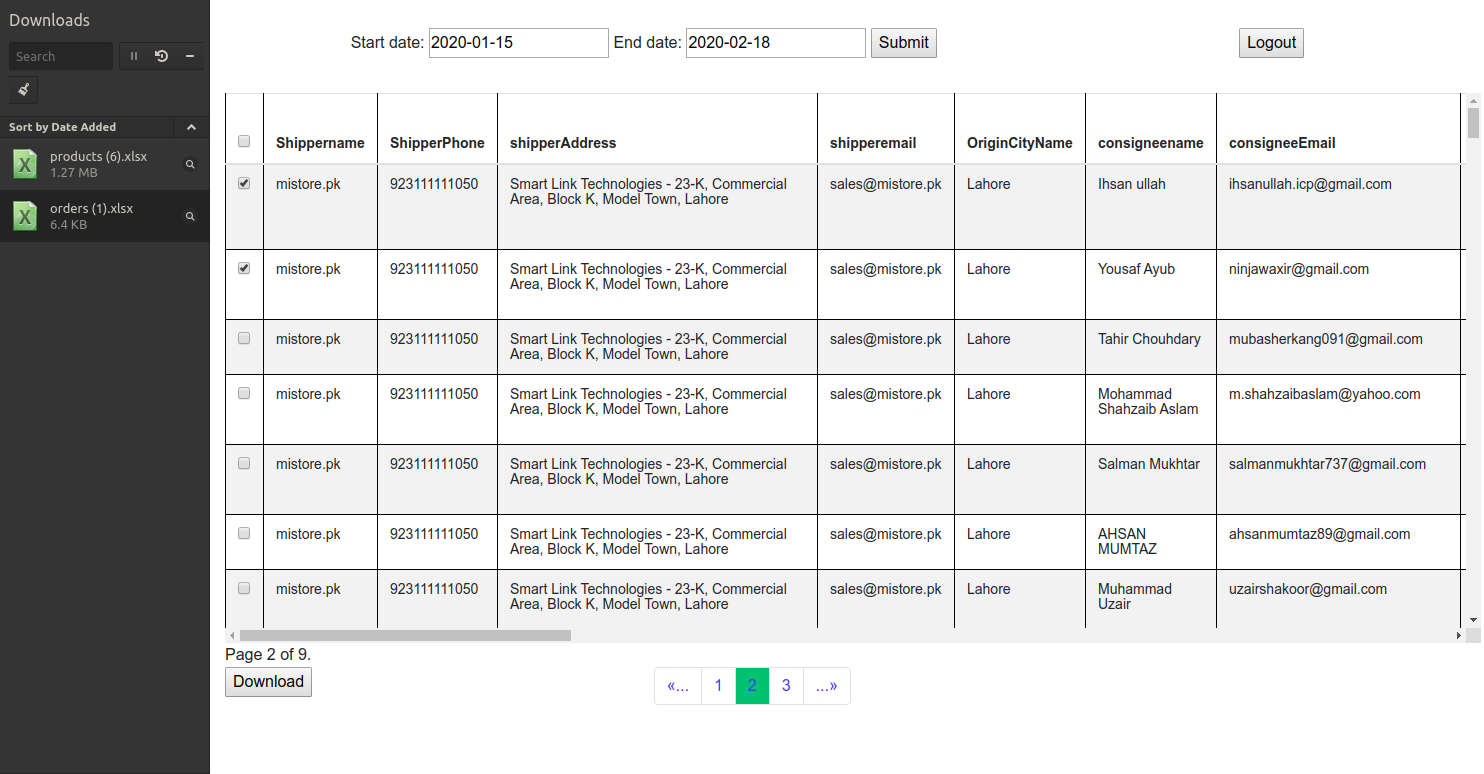 Downloads
Search
Sort by Date Added
products (6).xlsx
1.27 MB
orders (1).xlsx
6.4 KB
Start date: 2020-01-15 End date: 2020-02-18 Submit Logout
Shippername ShipperPhone shipperAddress shipperemail OriginCityName consigneename consigneeEmail
mistore.pk 923111111050 Smart Link Technologies - 23-K, Commercial sales@mistore.pk Lahore Ihsan ullah ihsanullah.icp@gmail.com
Area, Block K, Model Town, Lahore
mistore.pk 923111111050 Smart Link Technologies - 23-K, Commercial sales@mistore.pk Lahore Yousaf Ayub ninjawaxir@gmail.com
Area, Block K, Model Town, Lahore
mistore.pk 923111111050 Smart Link Technologies - 23-K, Commercial sales@mistore.pk Lahore Tahir Chouhdary mubasherkang091@gmail.com
Area, Block K, Model Town, Lahore
mistore.pk 923111111050 Smart Link Technologies - 23-K, Commercial sales@mistore.pk Lahore Mohammad m.shahzaibaslam@yahoo.com
Area, Block K, Model Town, Lahore Shahzaib Aslam
mistore.pk 923111111050 Smart Link Technologies - 23-K, Commercial sales@mistore.pk Lahore Salman Mukhtar salmanmukhtar737@gmail.com
Area, Block K, Model Town, Lahore
mistore.pk 923111111050 Smart Link Technologies - 23-K, Commercial sales@mistore.pk Lahore AHSAN ahsanmumtaz89@gmail.com
Area, Block K, Model Town, Lahore MUMTAZ
mistore.pk 923111111050 Smart Link Technologies - 23-K, Commercial sales@mistore.pk Lahore Muhammad uzairshakoor@gmail.com
Area, Block K, Model Town, Lahore Uzair
Page 2 of 9.
Download «... 1 2 3 ...»